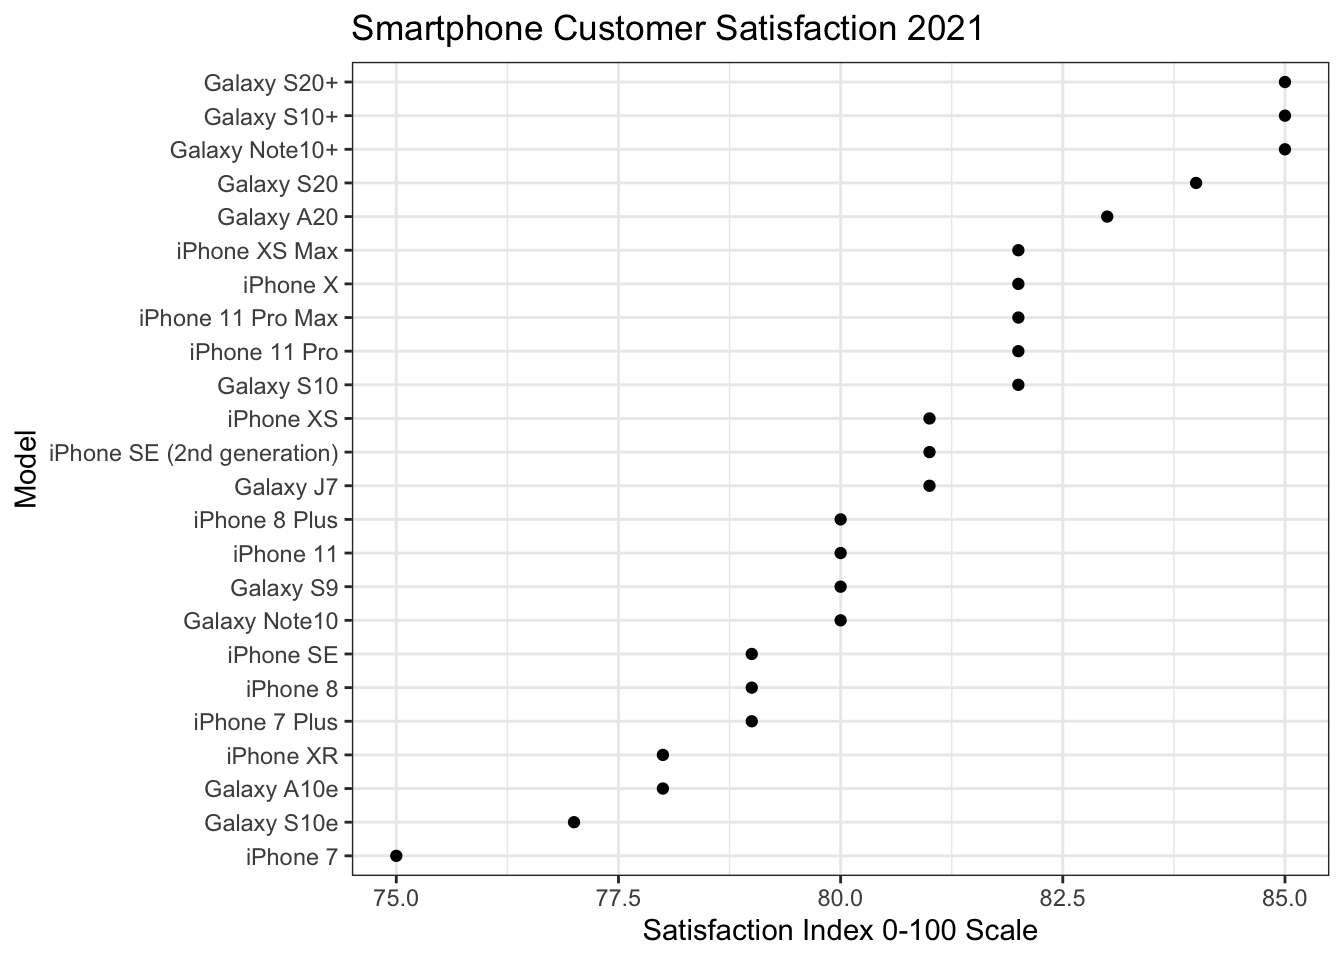 Smartphone Customer Satisfaction 2021
Galaxy S20+
Galaxy S10+
Galaxy Note10+
Galaxy S20
Galaxy A20
iPhone XS Max
iPhone X
iPhone 11 Pro Max
iPhone 11 Pro
Galaxy S10
iPhone XS
iPhone SE (2nd generation)
Galaxy J7
iPhone 8 Plus
iPhone 11
Galaxy S9
Galaxy Note10
iPhone SE
iPhone 8
iPhone 7 Plus
iPhone XR
Galaxy A10e
Galaxy S10e
iPhone 7
Model
75.0 77.5 80.0 82.5 85.0
Satisfaction Index 0-100 Scale